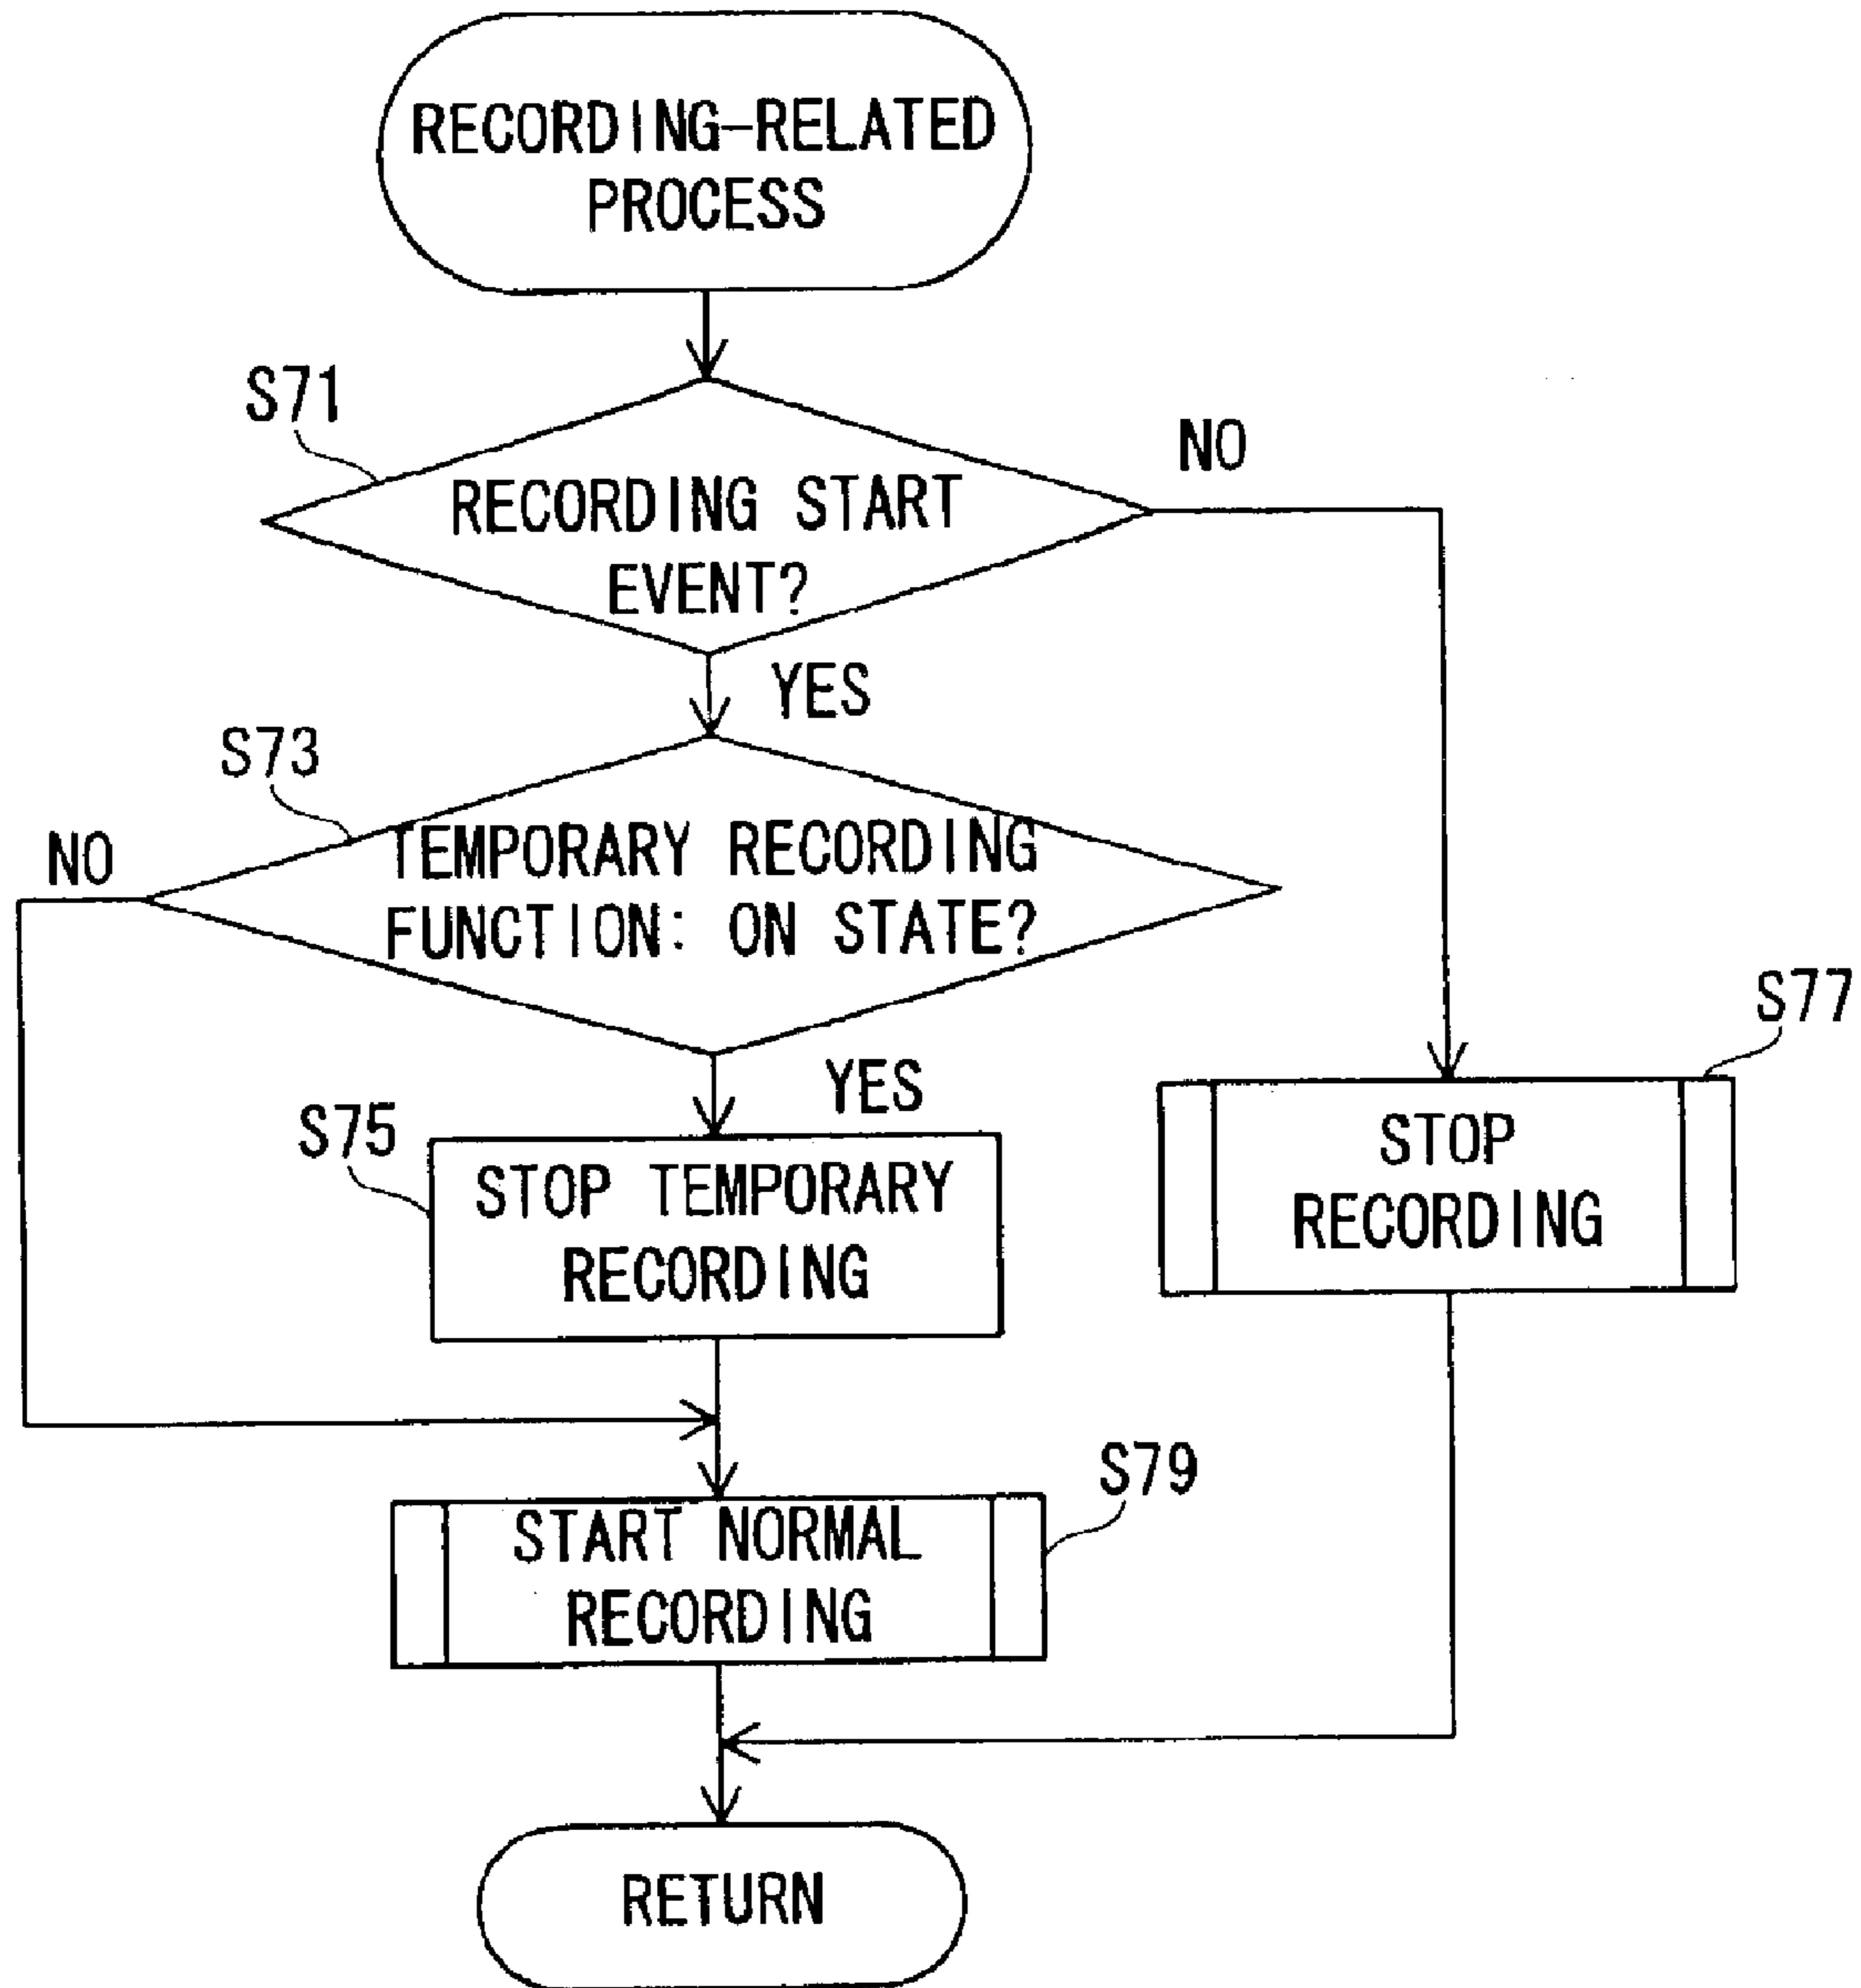 RECORDING-RELATED
PROCESS
S71
NO
RECORDING START
EVENT?
YES
S73
NO
TEMPORARY RECORDING
FUNCTION: ON STATE?
S77
YES
S75
STOP TEMPORARY
RECORDING
STOP
RECORDING
S79
START NORMAL
RECORDING
RETURN